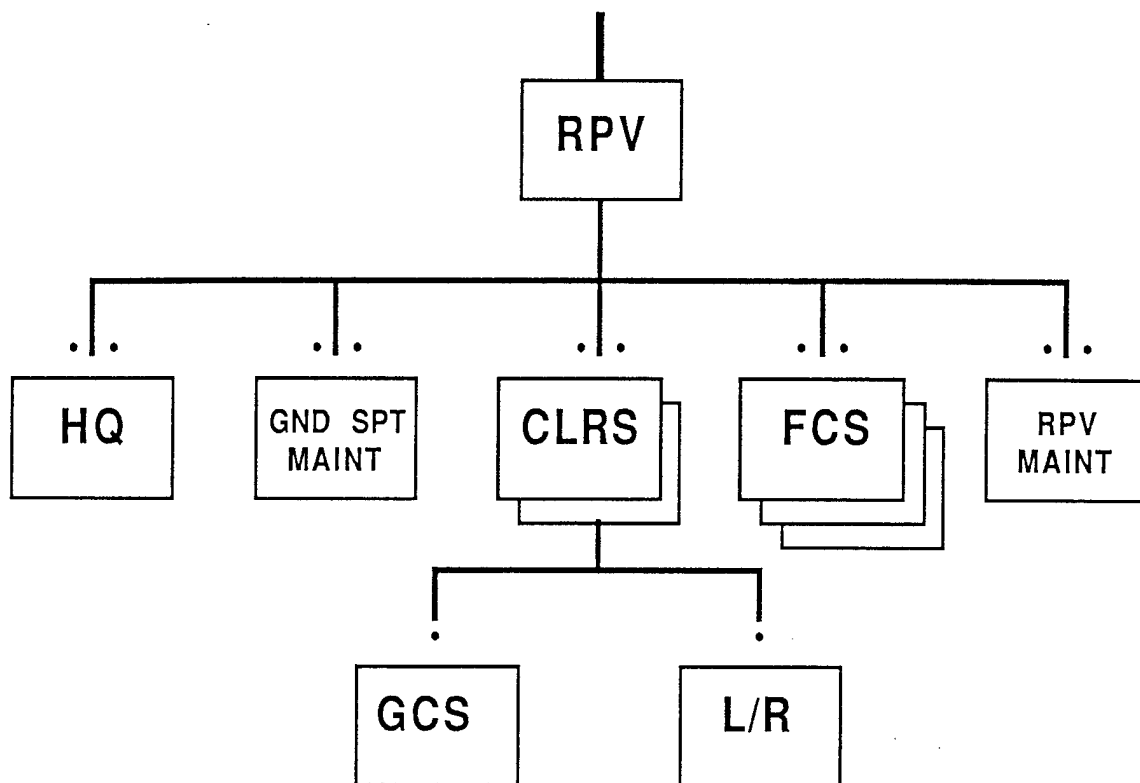 RPV
HQ
GND SPT
MAINT
CLRS
FCS
RPV
MAINT
GCS
L/R